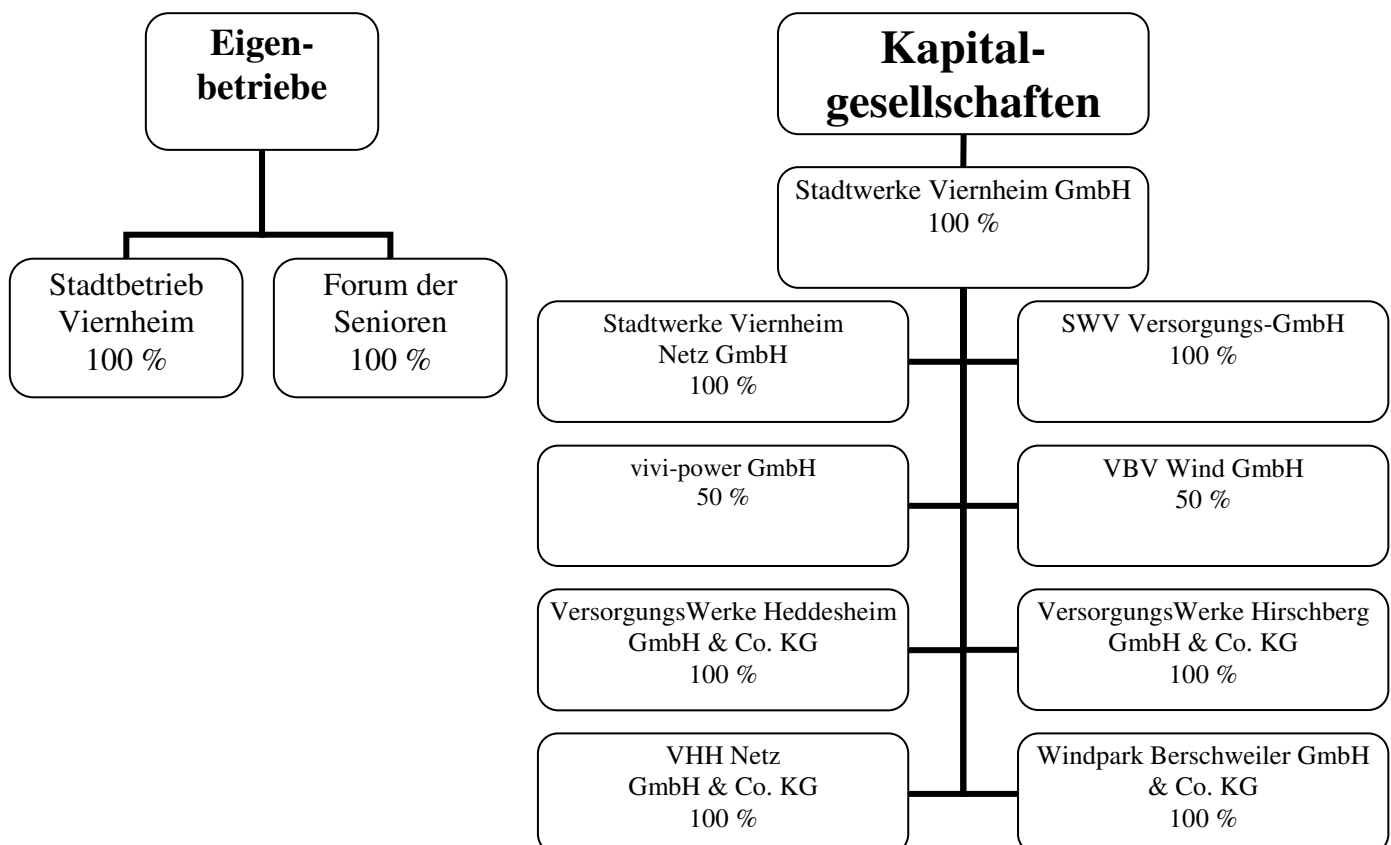 Eigen-
betriebe
Stadtbetrieb
Viernheim
100 %
Forum der
Senioren
100 %
Kapital-
gesellschaften
Stadtwerke Viernheim GmbH
100 %
Stadtwerke Viernheim
Netz GmbH
100 %
SWV Versorgungs-GmbH
100 %
vivi-power GmbH
50 %
VBV Wind GmbH
50 %
VersorgungsWerke Heddesheim
GmbH & Co. KG
100 %
VersorgungsWerke Hirschberg
GmbH & Co. KG
100 %
VHH Netz
GmbH & Co. KG
100 %
Windpark Berschweiler GmbH
& Co. KG
100 %